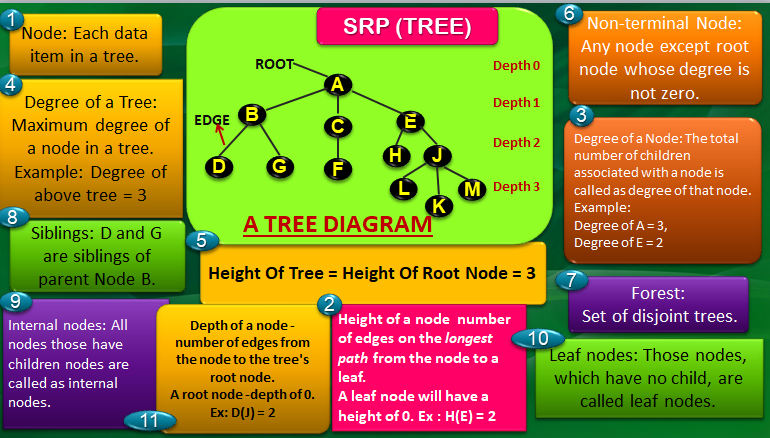 SRP (TREE)
1
Node: Each data
item in a tree.
4
Degree of a Tree:
Maximum degree of
a node in a tree.
Example: Degree of
above tree = 3
8
Siblings: D and G
are siblings of
parent Node B.
ROOT
A
B
C
E
EDGE
D
G
F
H
J
L
K
M
Depth 0
Depth 1
Depth 2
Depth 3
A TREE DIAGRAM
6
Non-terminal Node:
Any node except root
node whose degree is
not zero.
3
Degree of a Node: The total
number of children
associated with a node is
called as degree of that node.
Example:
Degree of A = 3,
Degree of E = 2
5
Height Of Tree = Height Of Root Node = 3
7
Forest:
Set of disjoint trees.
9
Internal nodes: All
nodes those have
children nodes are
called as internal
nodes.
11
Depth of a node -
number of edges from
the node to the tree's
root node.
A root node -depth of 0.
Ex: D(J) = 2
2
Height of a node number
of edges on the longest
path from the node to a
leaf.
A leaf node will have a
height of 0. Ex : H(E) = 2
10
Leaf nodes: Those nodes,
which have no child, are
called leaf nodes.